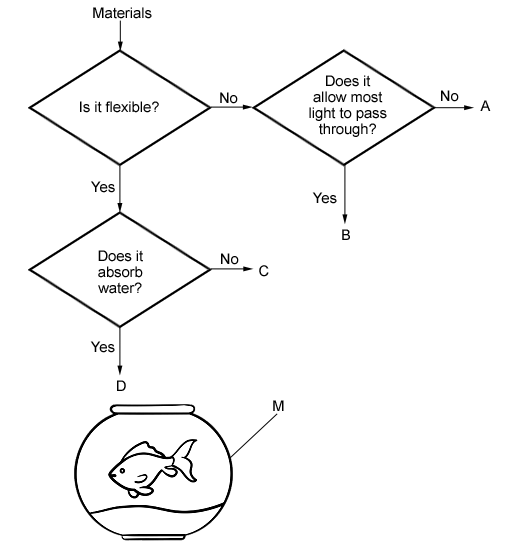 Materials
Is it flexible?
No
Does it
allow most
light to pass
through?
No
A
Yes
B
Yes
Does it
absorb
water?
No
C
Yes
D
M